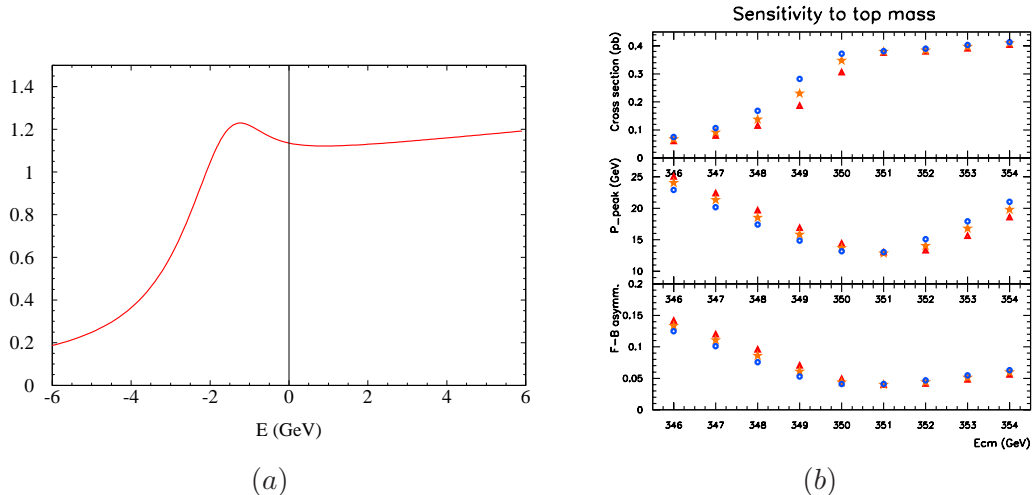 Sensitivity to top mass
1.4
1.2
1
0.8
0.6
0.4
0.2
0
-6 -4 -2 0 2 4 6
E (GeV)
(a)
Cross section (pb)
0.4
0.3
0.2
0.1
0
346 347 348 349 350 351 352 353 354
P_peak (GeV)
25
20
15
10
346 347 348 349 350 351 352 353 354
F-B asymm.
0.2
0.15
0.1
0.05
0
346 347 348 349 350 351 352 353 354
Ecm (GeV)
(b)